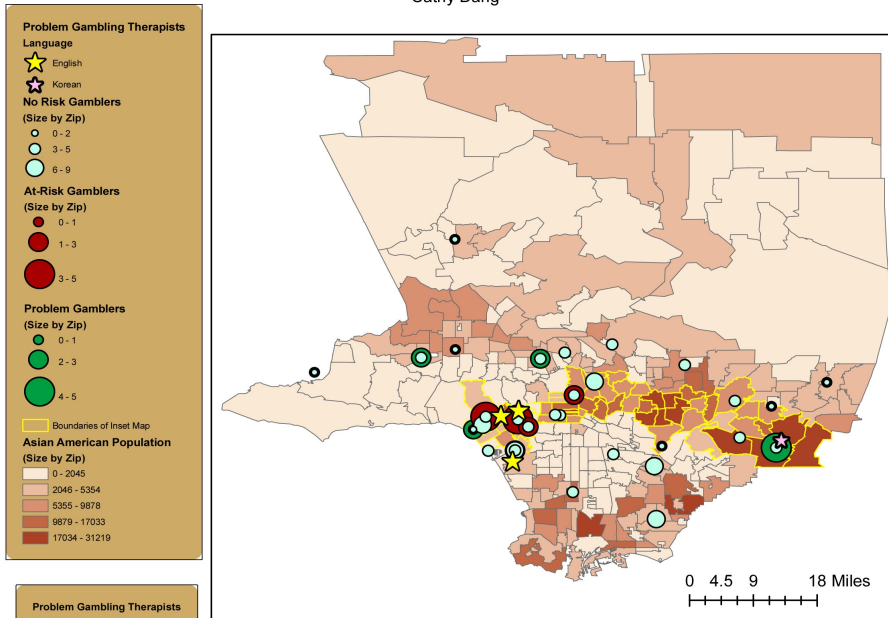 Cathy Dang
Problem Gambling Therapists
Language
English
Korean
No Risk Gamblers
(Size by Zip)
0 - 2
3 - 5
6 - 9
At-Risk Gamblers
(Size by Zip)
0 - 1
1 - 3
3 - 5
Problem Gamblers
(Size by Zip)
0 - 1
2 - 3
4 - 5
Boundaries of Inset Map
Asian American Population
(Size by Zip)
0 - 2045
2046 - 5354
5355 - 9878
9879 - 17033
17034 - 31219
Problem Gambling Therapists
0 4.5 9 18 Miles